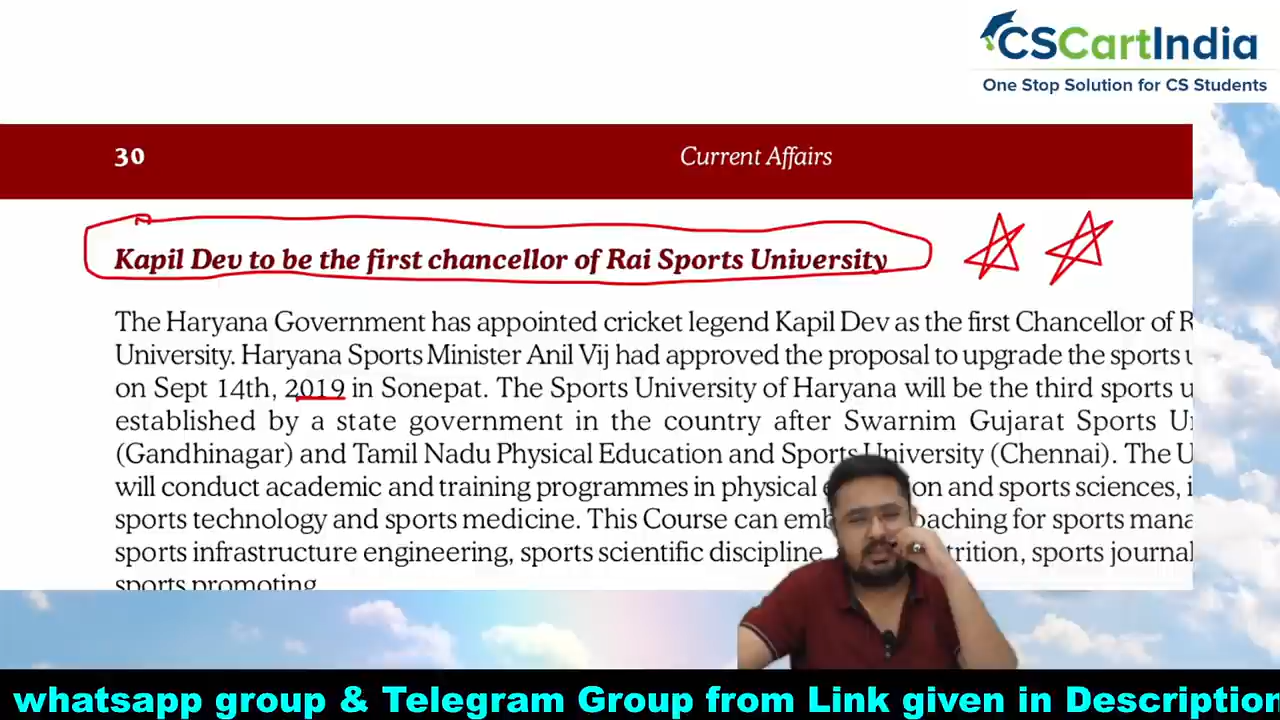 CSCartIndia
One Stop Solution for CS Students
30 Current Affairs
Kapil Dev to be the first chancellor of Rai Sports University
The Haryana Government has appointed cricket legend Kapil Dev as the first Chancellor of
University. Haryana Sports Minister Anil Vij had approved the proposal to upgrade the sports
on Sept 14th, 2019 in Sonepat. The Sports University of Haryana will be the third sports
established by a state government in the country after Swarnim Gujarat Sports
(Gandhinagar) and Tamil Nadu Physical Education and Sports University (Chennai). The
will conduct academic and training programmes in physical and sports sciences,
sports technology and sports medicine. This Course can for sports
sports infrastructure engineering, sports scientific discipline, sports
sports promoting
whatsapp group & Telegram Group from Link given in Description